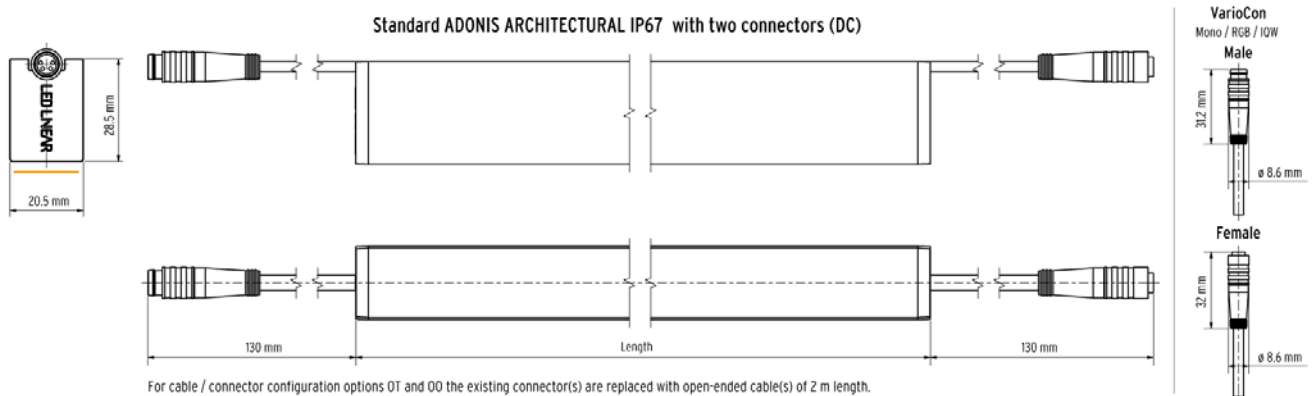 Standard ADONIS ARCHITECTURAL IP67 with two connectors (DC)
VarioCon
Mono / RGB / IQW
Male
LED LINEAR
28.5 mm
20.5 mm
31.2 mm
ø 8.6 mm
Female
32 mm
ø 8.6 mm
130 mm
Length
130 mm
For cable / connector configuration options OT and OO the existing connector(s) are replaced with open-ended cable(s) of 2 m length.